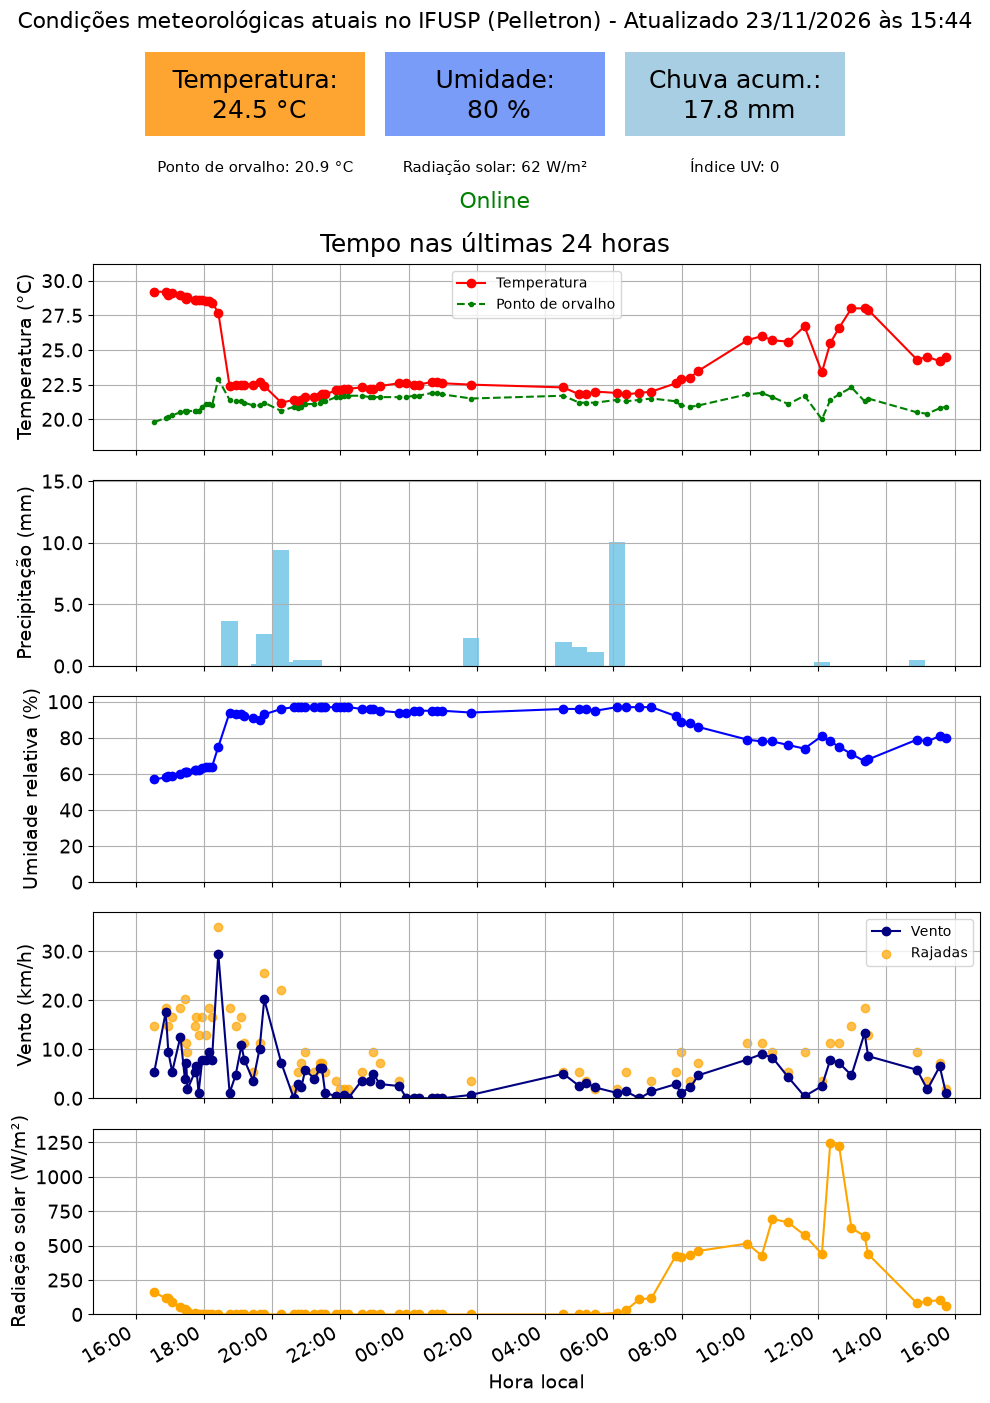 Condições meteorológicas atuais no IFUSP (Pelletron) - Atualizado 23/11/2026 às 15:44
Temperatura:
24.5 °C
Umidade:
80 %
Chuva acum.:
17.8 mm
Ponto de orvalho: 20.9 °C
Radiação solar: 62 W/m²
Índice UV: 0
Online
Tempo nas últimas 24 horas
Temperatura (°C)
30.0
27.5
25.0
22.5
20.0
Temperatura
Ponto de orvalho
Precipitação (mm)
15.0
10.0
5.0
0.0
Umidade relativa (%)
100
80
60
40
20
0
Vento (km/h)
30.0
20.0
10.0
0.0
Vento
Rajadas
Radiação solar (W/m²)
1250
1000
750
500
250
0
16:00
18:00
20:00
22:00
00:00
02:00
04:00
06:00
08:00
10:00
12:00
14:00
16:00
Hora local